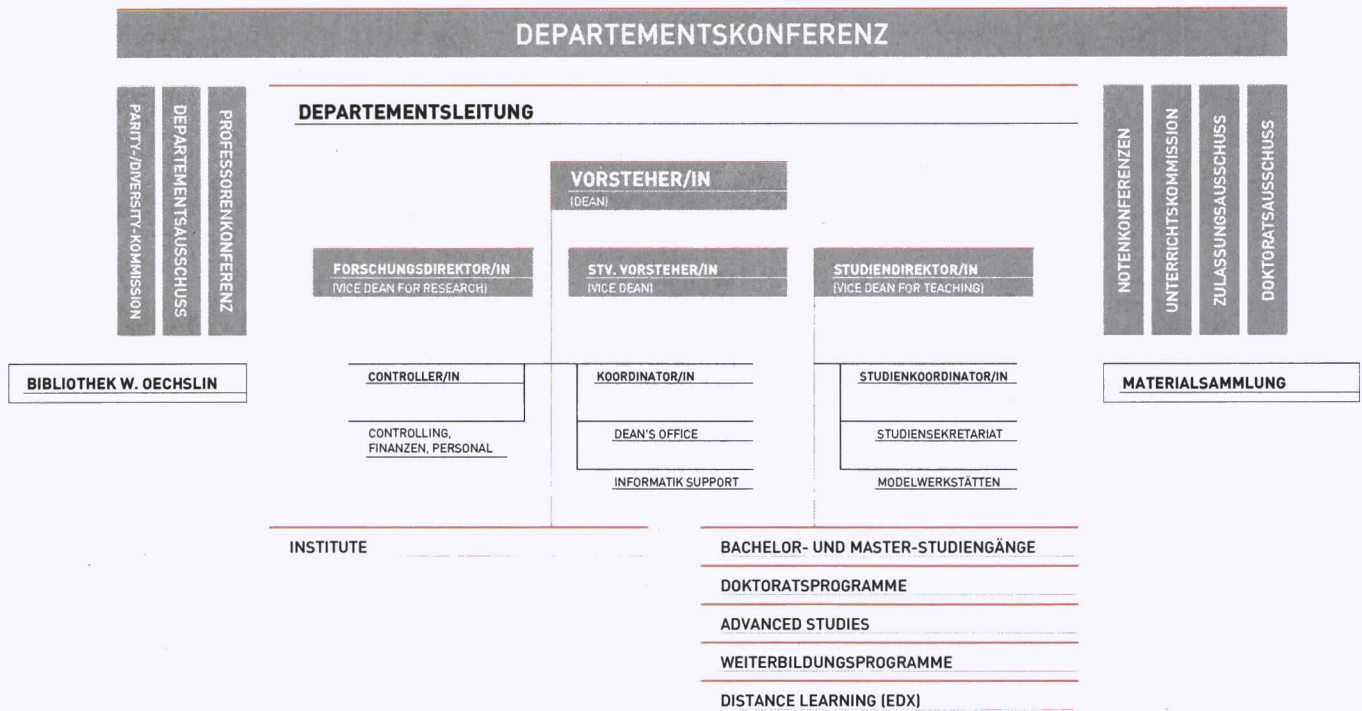 DEPARTEMENTSKONFERENZ
PARITY-/DIVERSITY-KOMMISSION
DEPARTEMENTSAUSSCHUSS
PROFESSORENKONFERENZ
DEPARTEMENTSLEITUNG
VORSTEHER/IN
(DEAN)
FORSCHUNGSDIREKTOR/IN
(VICE DEAN FOR RESEARCH)
STV. VORSTEHER/IN
(VICE DEAN)
STUDIENDIREKTOR/IN
(VICE DEAN FOR TEACHING)
NOTENKONFERENZEN
UNTERRICHTSKOMMISSION
ZULASSUNGSAUSSCHUSS
DOKTORATSAUSSCHUSS
BIBLIOTHEK W. OECHSLIN
CONTROLLER/IN
CONTROLLING,
FINANZEN, PERSONAL
KOORDINATOR/IN
DEAN'S OFFICE
INFORMATIK SUPPORT
STUDIENKOORDINATOR/IN
STUDIENSEKRETARIAT
MODELWERKSTÄTTEN
MATERIALSAMMLUNG
INSTITUTE
BACHELOR- UND MASTER-STUDIENGÄNGE
DOKTORATSPROGRAMME
ADVANCED STUDIES
WEITERBILDUNGSPROGRAMME
DISTANCE LEARNING (EDX)